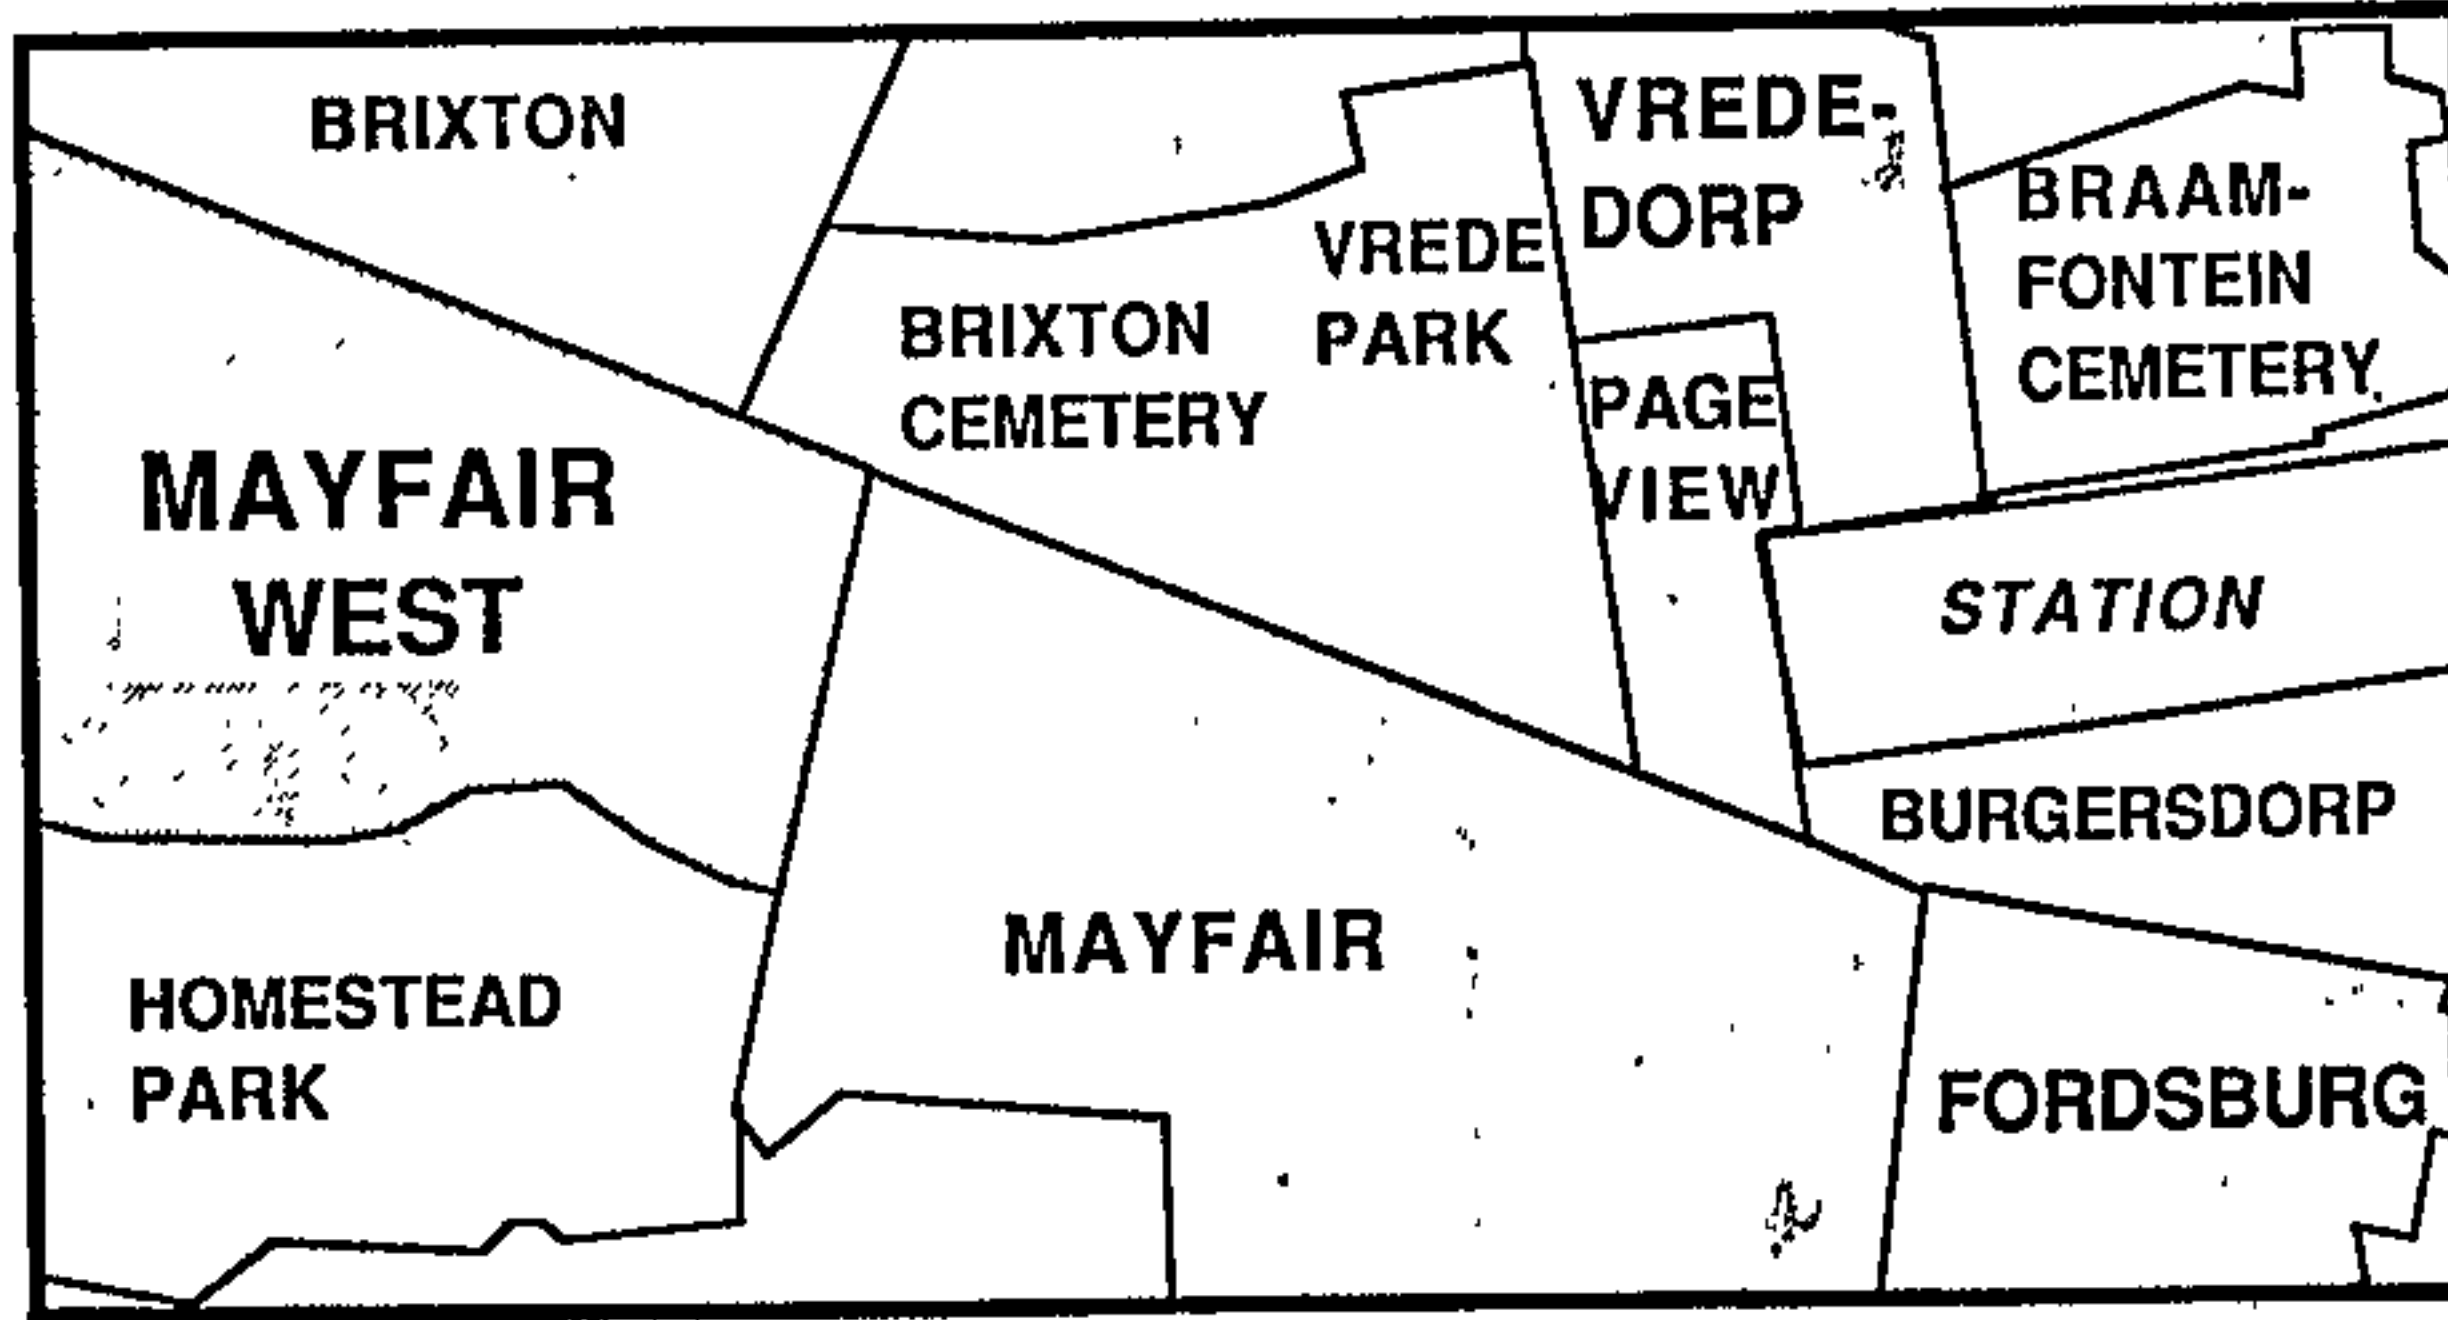 BRIXTON
VREDE-
DORP
BRAAM-
FONTEIN
CEMETERY
VREDE
PARK
BRIXTON
CEMETERY
PAGE
VIEW
MAYFAIR
WEST
STATION
BURGERSDORP
MAYFAIR
HOMESTEAD
PARK
FORDSBURG